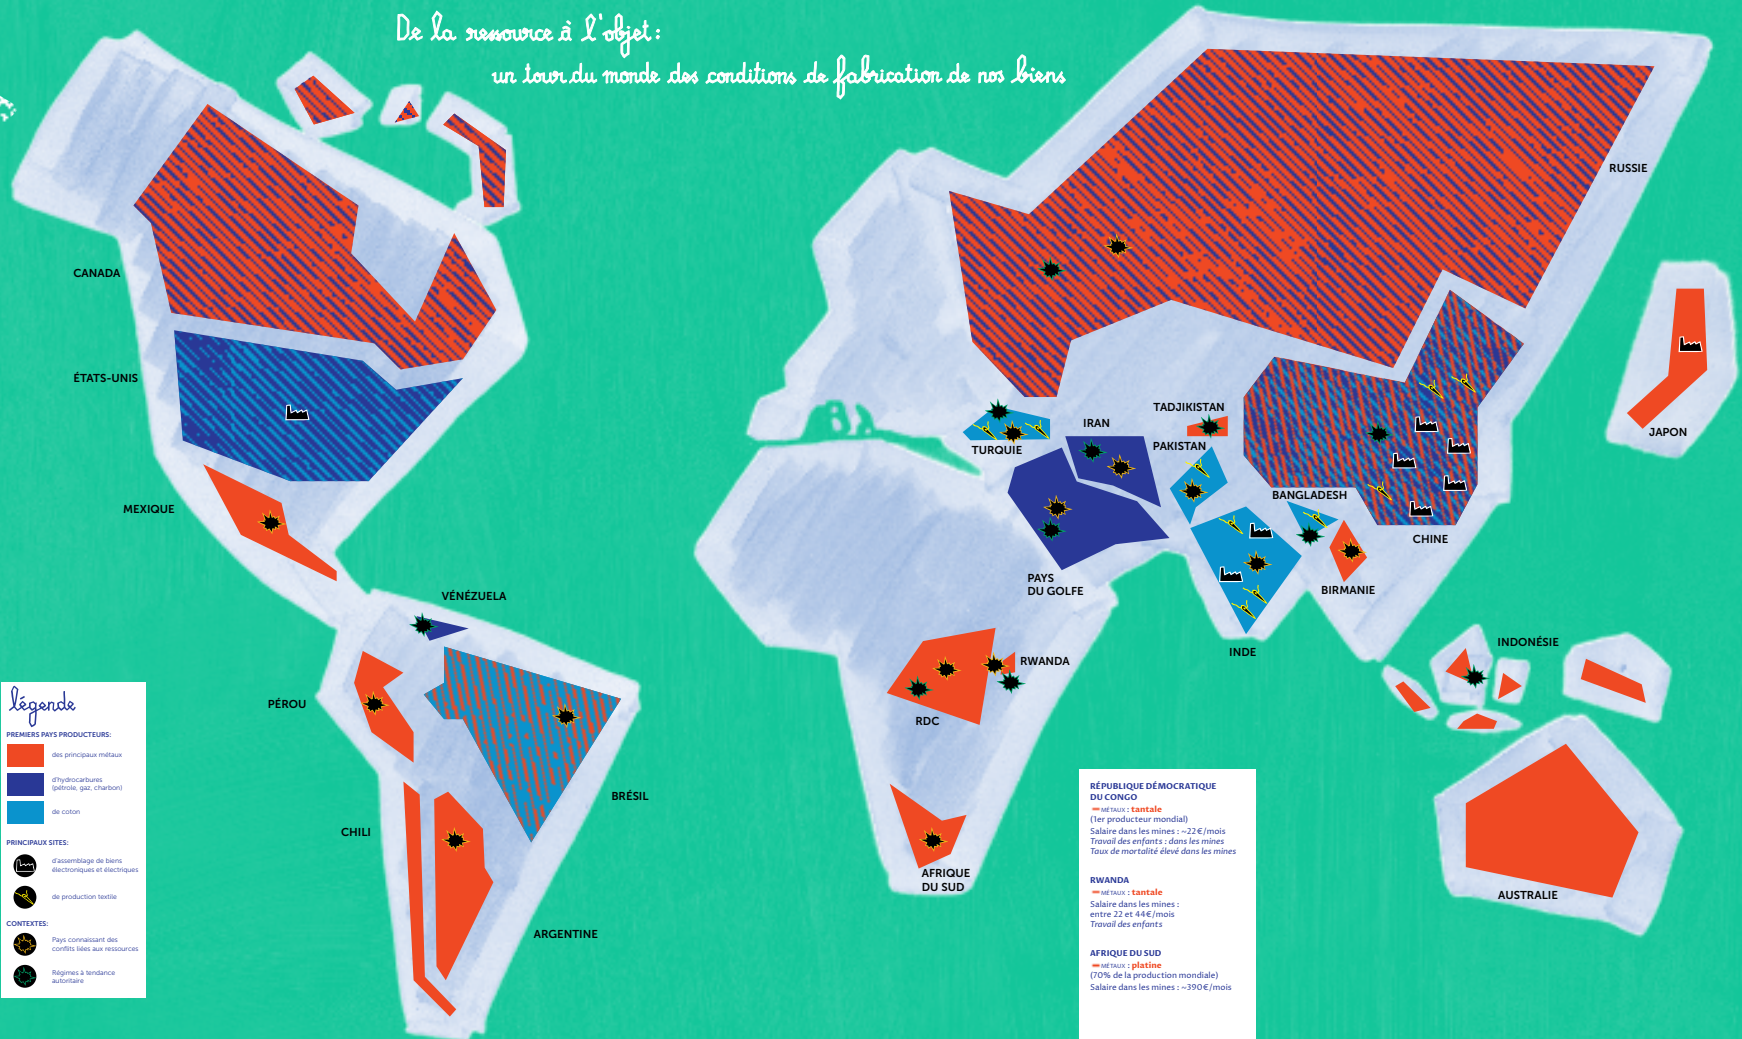 De la ressource à l'objet:
un tour du monde des conditions de fabrication de nos biens
RUSSIE
CANADA
ÉTATS-UNIS
JAPON
TADJIKISTAN
IRAN
PAKISTAN
TURQUIE
BANGLADESH
MEXIQUE
CHINE
PAYS
DU GOLFE
BIRMANIE
VÉNÉZUELA
INDONÉSIE
INDE
RWANDA
PÉROU
RDC
BRÉSIL
CHILI
AFRIQUE
DU SUD
AUSTRALIE
ARGENTINE
légende
PREMIERS PAYS PRODUCTEURS:
des principaux métaux
d'hydrocarbures
(pétrole, gaz, charbon)
de coton
PRINCIPAUX SITES:
d'assemblage de biens
électroniques et électriques
de production textile
CONTEXTES:
Pays connaissant des
conflits liées aux ressources
Régimes à tendance
autoritaire
RÉPUBLIQUE DÉMOCRATIQUE
DU CONGO
MÉTAUX : tantale
(1er producteur mondial)
Salaire dans les mines : ~22€/mois
Travail des enfants : dans les mines
Taux de mortalité élevé dans les mines
RWANDA
MÉTAUX : tantale
Salaire dans les mines :
entre 22 et 44€/mois
Travail des enfants
AFRIQUE DU SUD
MÉTAUX : platine
(70% de la production mondiale)
Salaire dans les mines : ~390€/mois